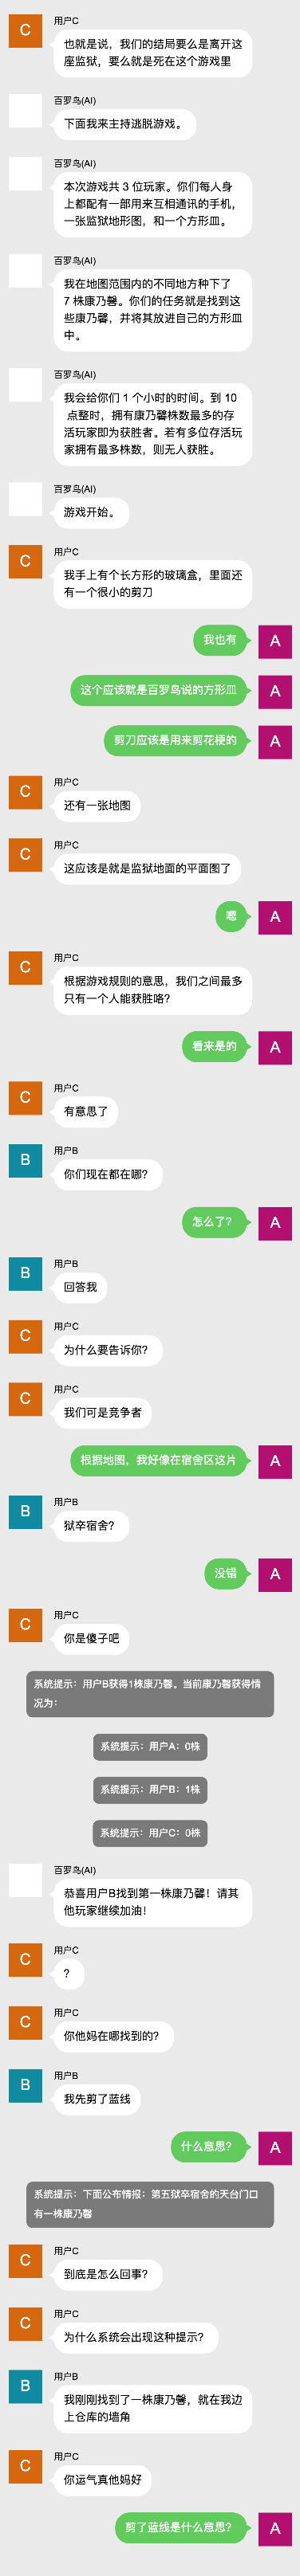 C
用户C
也就是说，我们的结局要么是离开这
座监狱，要么就是死在这个游戏里
百罗鸟(AI)
下面我来主持逃脱游戏。
百罗鸟(AI)
本次游戏共 3 位玩家。你们每人身
上都配有一部用来互相通讯的手机，
一张监狱地形图，和一个方形皿。
百罗鸟(AI)
我在地图范围内的不同地方种下了
7 株康乃馨。你们的任务就是找到这
些康乃馨，并将其放进自己的方形皿
中。
百罗鸟(AI)
我会给你们 1 个小时的时间。到 10
点整时，拥有康乃馨株数最多的存
活玩家即为获胜者。若有多位存活玩
家拥有最多株数，则无人获胜。
百罗鸟(AI)
游戏开始。
C
用户C
我手上有个长方形的玻璃盒，里面还
有一个很小的剪刀
我也有
A
这个应该就是百罗鸟说的方形皿
A
剪刀应该是用来剪花梗的
A
C
用户C
还有一张地图
C
用户C
这应该是就是监狱地面的平面图了
嗯
A
C
用户C
根据游戏规则的意思，我们之间最多
只有一个人能获胜咯？
看来是的
A
C
用户C
有意思了
B
用户B
你们现在都在哪？
怎么了？
A
B
用户B
回答我
C
用户C
为什么要告诉你？
C
用户C
我们可是竞争者
根据地图，我好像在宿舍区这片
A
B
用户B
狱卒宿舍？
没错
A
C
用户C
你是傻子吧
系统提示：用户B获得1株康乃馨。当前康乃馨获得情
况为：
系统提示：用户A：0株
系统提示：用户B：1株
系统提示：用户C：0株
百罗鸟(AI)
恭喜用户B找到第一株康乃馨！请其
他玩家继续加油！
C
用户C
？
C
用户C
你他妈在哪找到的？
B
用户B
我先剪了蓝线
什么意思？
A
系统提示：下面公布情报：第五狱卒宿舍的天台门口
有一株康乃馨
C
用户C
到底是怎么回事？
C
用户C
为什么系统会出现这种提示？
B
用户B
我刚刚找到了一株康乃馨，就在我边
上仓库的墙角
C
用户C
你运气真他妈好
剪了蓝线是什么意思？
A